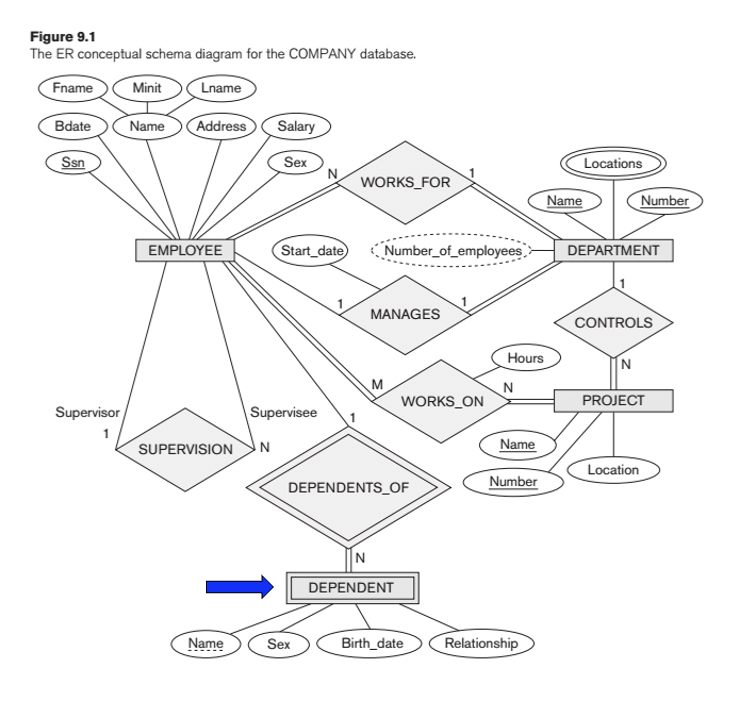 Figure 9.1
The ER conceptual schema diagram for the COMPANY database.
Fname
Minit
Lname
Bdate
Name
Address
Salary
Ssn
Sex
N
WORKS_FOR
1
Locations
Name
Number
EMPLOYEE
Start_date
Number_of_employees
DEPARTMENT
1
MANAGES
1
1
CONTROLS
N
Hours
M
WORKS_ON
N
PROJECT
Supervisor
Supervisee
1
SUPERVISION
N
1
Name
Number
Location
DEPENDENTS_OF
N
DEPENDENT
Name
Sex
Birth_date
Relationship